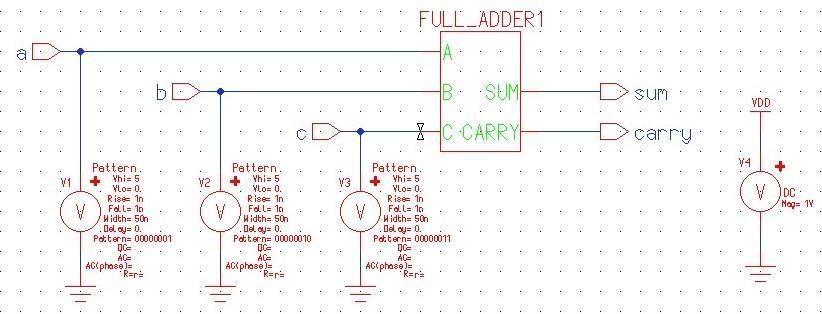 FULL_ADDER1
a
A
b
B
SUM
sum
c
C
CARRY
carry
VDD
V1
Pattern.
Vhi= 5
Vlo= 0.
Rise= 1n
Fall= 1n
Width= 50n
Delay= 0.
Pattern= 00000001
DC=
AC=
AC(phase)=
R=r=
V
V2
Pattern.
Vhi= 5
Vlo= 0.
Rise= 1n
Fall= 1n
Width= 50n
Delay= 0.
Pattern= 00000010
DC=
AC=
AC(phase)=
R=r=
V
V3
Pattern.
Vhi= 5
Vlo= 0.
Rise= 1n
Fall= 1n
Width= 50n
Delay= 0.
Pattern= 00000011
DC=
AC=
AC(phase)=
R=r=
V
V4
V
DC
Mag= 1V